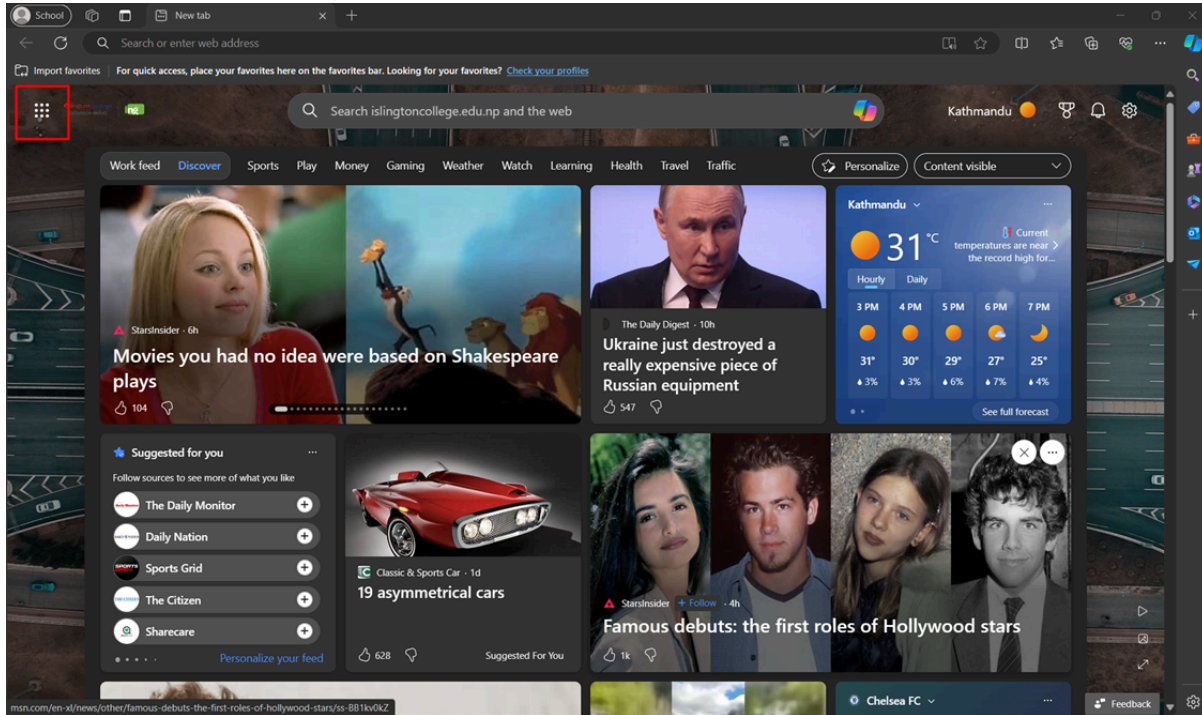 School
New tab
Search or enter web address
Import favorites
For quick access, place your favorites here on the favorites bar. Looking for your favorites? Check your profiles
ng
Search islingtoncollege.edu.np and the web
Kathmandu
Work feed Discover Sports Play Money Gaming Weather Watch Learning Health Travel Traffic
Personalize
Content visible
StarsInsider · 6h
Movies you had no idea were based on Shakespeare
plays
104
The Daily Digest · 10h
Ukraine just destroyed a
really expensive piece of
Russian equipment
547
Kathmandu
31°C
Current
temperatures are near
the record high for...
Hourly Daily
3 PM 4 PM 5 PM 6 PM 7 PM
31° 30° 29° 27° 25°
3% 3% 6% 7% 4%
See full forecast
Suggested for you
Follow sources to see more of what you like
The Daily Monitor
Daily Nation
Sports Grid
The Citizen
Sharecare
Personalize your feed
Classic & Sports Car · 1d
19 asymmetrical cars
628
Suggested For You
StarsInsider + Follow · 4h
Famous debuts: the first roles of Hollywood stars
1k
Chelsea FC
Feedback
msn.com/en-xl/news/other/famous-debuts-the-first-roles-of-hollywood-stars/ss-BB1kv0kZ